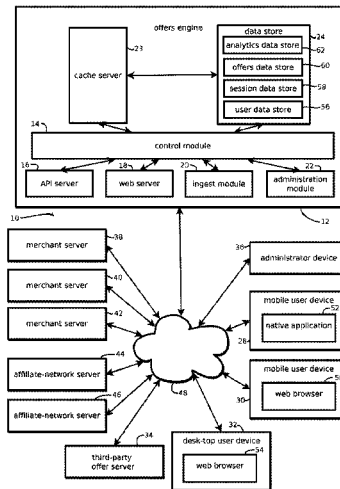 offers engine
data store
23
24
analytics data store
62
cache server
offers data store
60
session data store
58
user data store
56
14
control module
16
18
20
22
API server
web server
ingest module
administration module
10
12
merchant server
38
36
administrator device
merchant server
40
mobile user device
52
native application
merchant server
42
28
44
affiliate-network server
48
mobile user device
web browser
46
affiliate-network server
30
34
32
third-party
offer server
desk-top user device
54
web browser